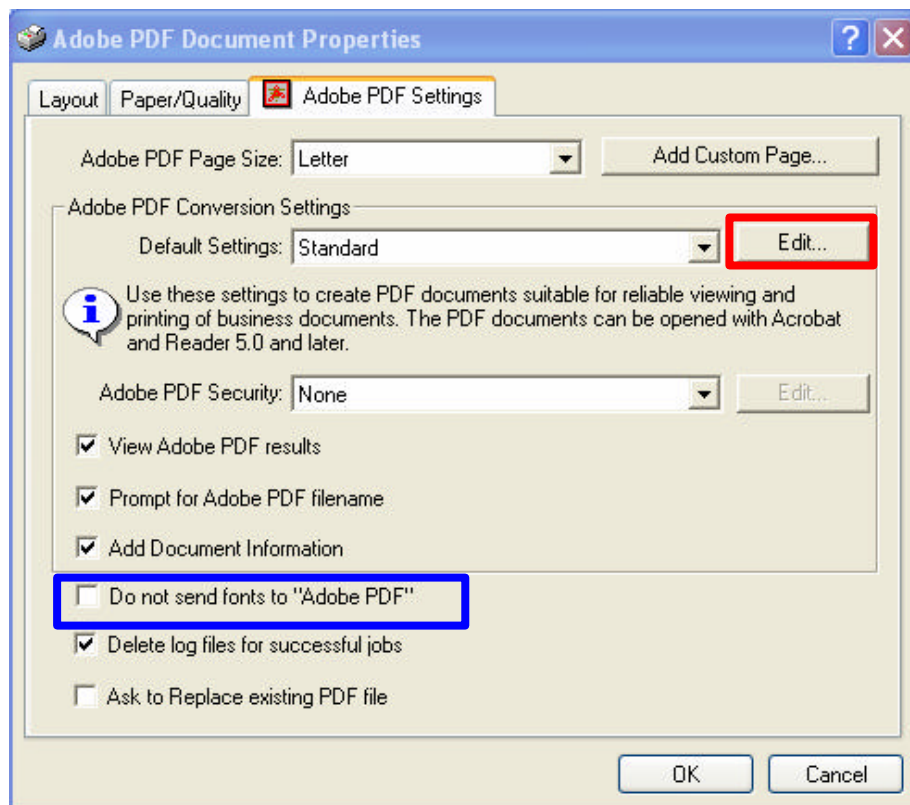 Adobe PDF Document Properties
Layout Paper/Quality Adobe PDF Settings
Adobe PDF Page Size: Letter Add Custom Page...
Adobe PDF Conversion Settings
Default Settings: Standard Edit...
Use these settings to create PDF documents suitable for reliable viewing and
printing of business documents. The PDF documents can be opened with Acrobat
and Reader 5.0 and later.
Adobe PDF Security: None Edit...
View Adobe PDF results
Prompt for Adobe PDF filename
Add Document Information
Do not send fonts to "Adobe PDF"
Delete log files for successful jobs
Ask to Replace existing PDF file
OK Cancel